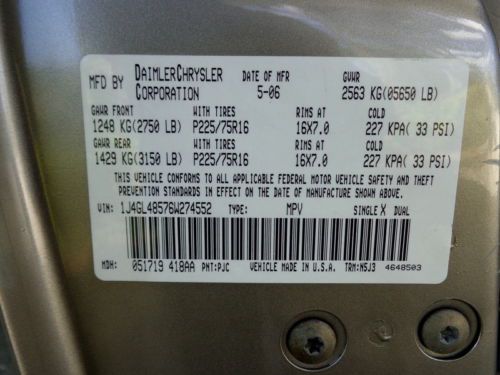 MFD BY DAIMLERCHRYSLER CORPORATION DATE OF MFR 5-06 GVWR 2563 KG(05650 LB)
GAWR FRONT WITH TIRES RIMS AT COLD
1248 KG(2750 LB) P225/75R16 16X7.0 227 KPA( 33 PSI)
GAWR REAR WITH TIRES RIMS AT COLD
1429 KG(3150 LB) P225/75R16 16X7.0 227 KPA( 33 PSI)
THIS VEHICLE CONFORMS TO ALL APPLICABLE FEDERAL MOTOR VEHICLE SAFETY AND THEFT
PREVENTION STANDARDS IN EFFECT ON THE DATE OF MANUFACTURE SHOWN ABOVE.
VIN: 1J4GL48576W274552 TYPE: MPV SINGLE X DUAL
MDH: 051719 418AA PNT:PJC VEHICLE MADE IN U.S.A. TRM:N5J3 4648503